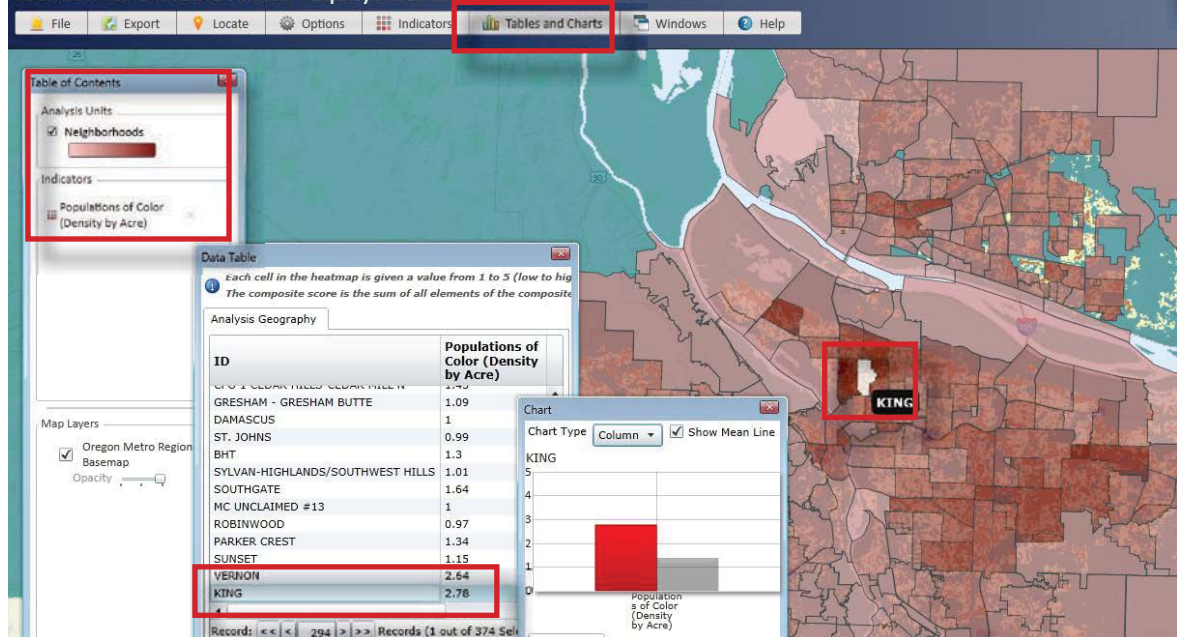 File Export Locate Options Indicators Tables and Charts Windows Help
26
30
Table of Contents
Analysis Units
Neighborhoods
Indicators
Populations of Color
(Density by Acre)
Map Layers
Oregon Metro Region
Basemap
Opacity
Data Table
Each cell in the heatmap is given a value from 1 to 5 (low to hig
The composite score is the sum of all elements of the composite
Analysis Geography
ID
Populations of
Color (Density
by Acre)
GRESHAM - GRESHAM BUTTE 1.09
DAMASCUS 1
ST. JOHNS 0.99
BHT 1.3
SYLVAN-HIGHLANDS/SOUTHWEST HILLS 1.01
SOUTHGATE 1.64
MC UNCLAIMED #13 1
ROBINWOOD 0.97
PARKER CREST 1.34
SUNSET 1.15
VERNON 2.64
KING 2.78
Record: << < 294 > >> Records (1 out of 374 Sele
KING
Chart
Chart Type Column Show Mean Line
KING
5
4
3
2
1
0
Population
s of Color
(Density
by Acre)